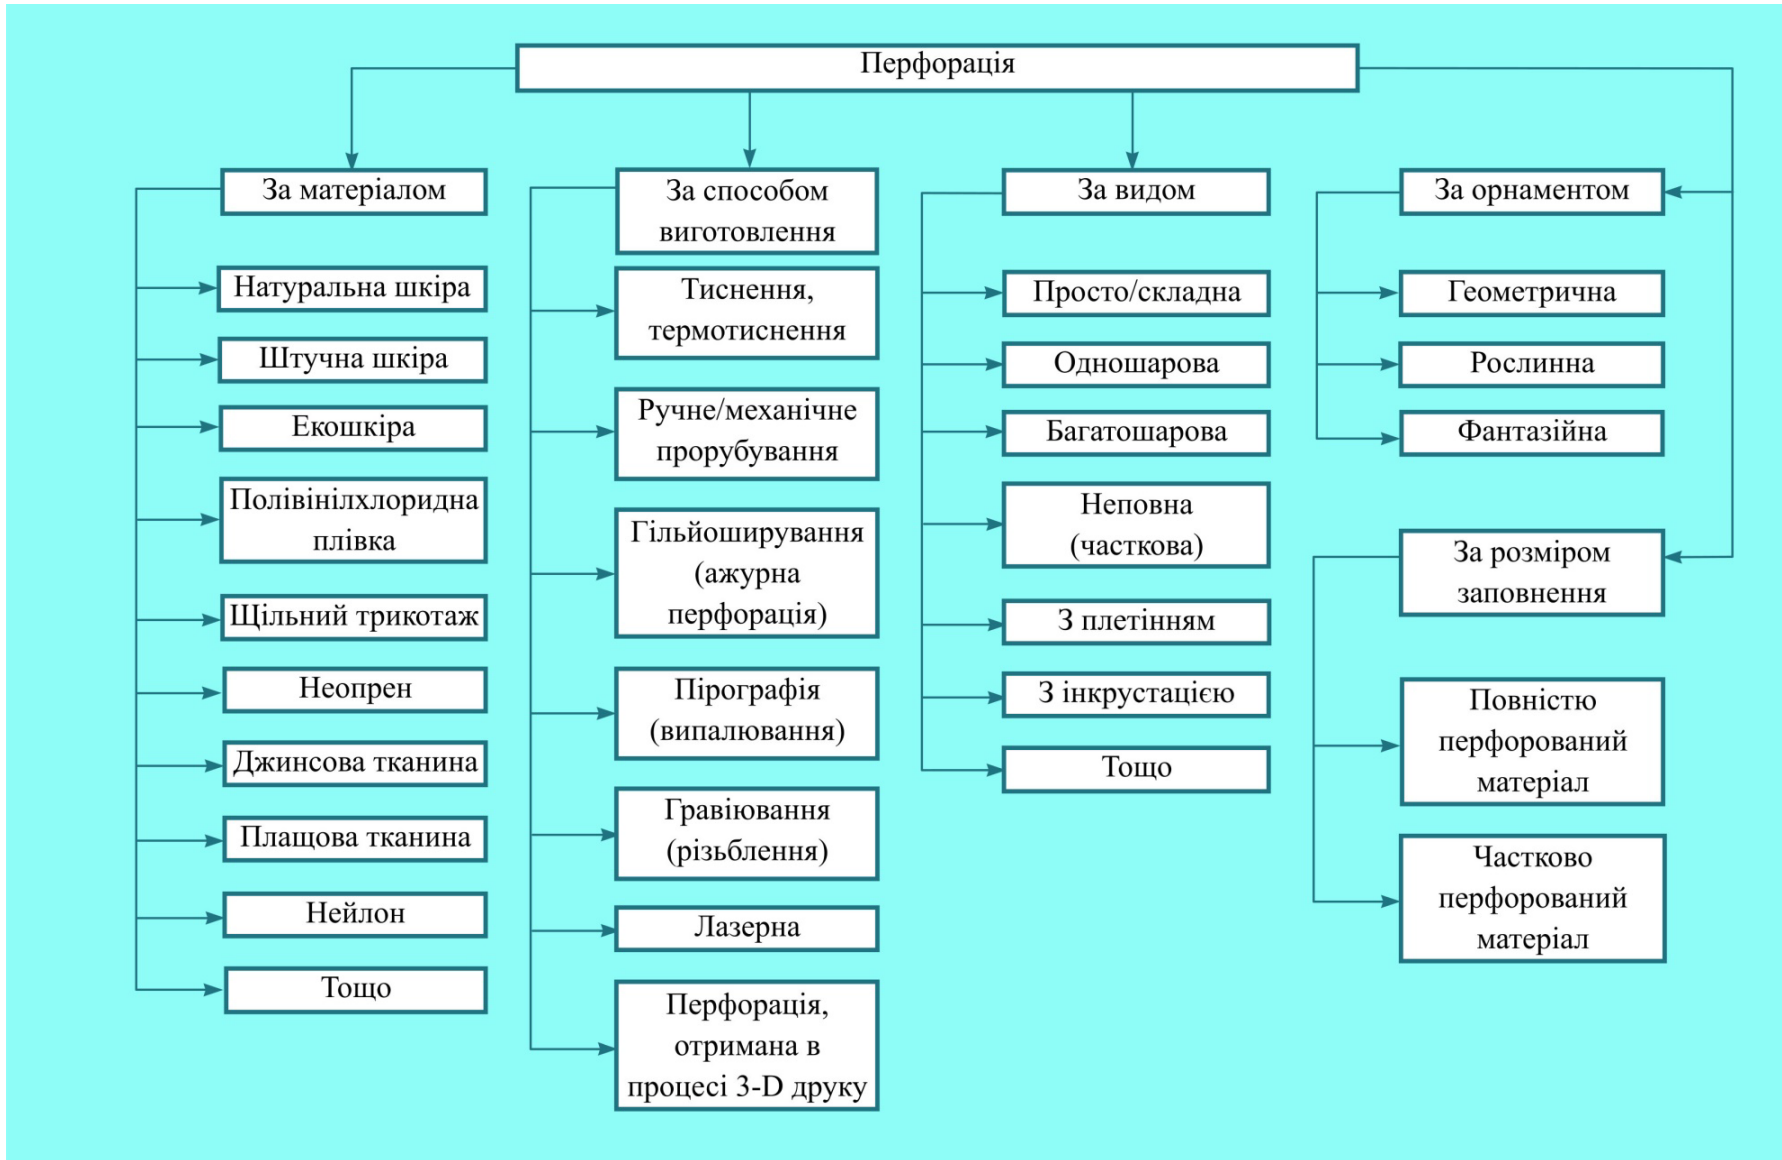 Перфорація
За матеріалом
Натуральна шкіра
Штучна шкіра
Екошкіра
Полівінілхлоридна
плівка
Щільний трикотаж
Неопрен
Джинсова тканина
Плащова тканина
Нейлон
Тощо
За способом
виготовлення
Тиснення,
термотиснення
Ручне/механічне
прорубування
Гільйоширування
(ажурна
перфорація)
Пірографія
(випалювання)
Гравіювання
(різьблення)
Лазерна
Перфорація,
отримана в
процесі 3-D друку
За видом
Просто/складна
Одношарова
Багатошарова
Неповна
(часткова)
З плетінням
З інкрустацією
Тощо
За орнаментом
Геометрична
Рослинна
Фантазійна
За розміром
заповнення
Повністю
перфорований
матеріал
Частково
перфорований
матеріал